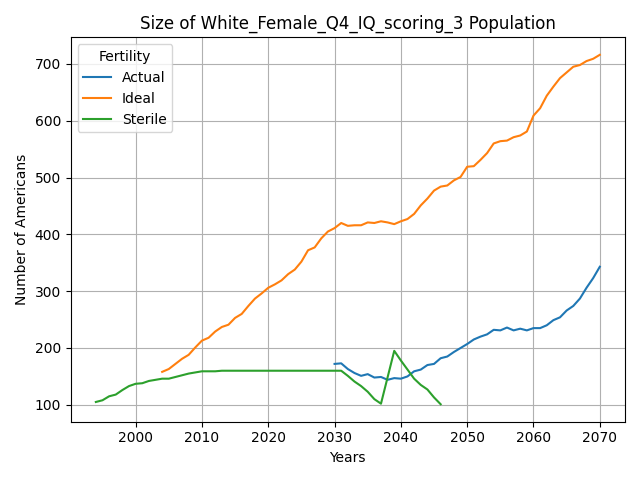 Size of White_Female_Q4_IQ_scoring_3 Population
Fertility
Actual
Ideal
Sterile
Number of Americans
700
600
500
400
300
200
100
2000 2010 2020 2030 2040 2050 2060 2070
Years